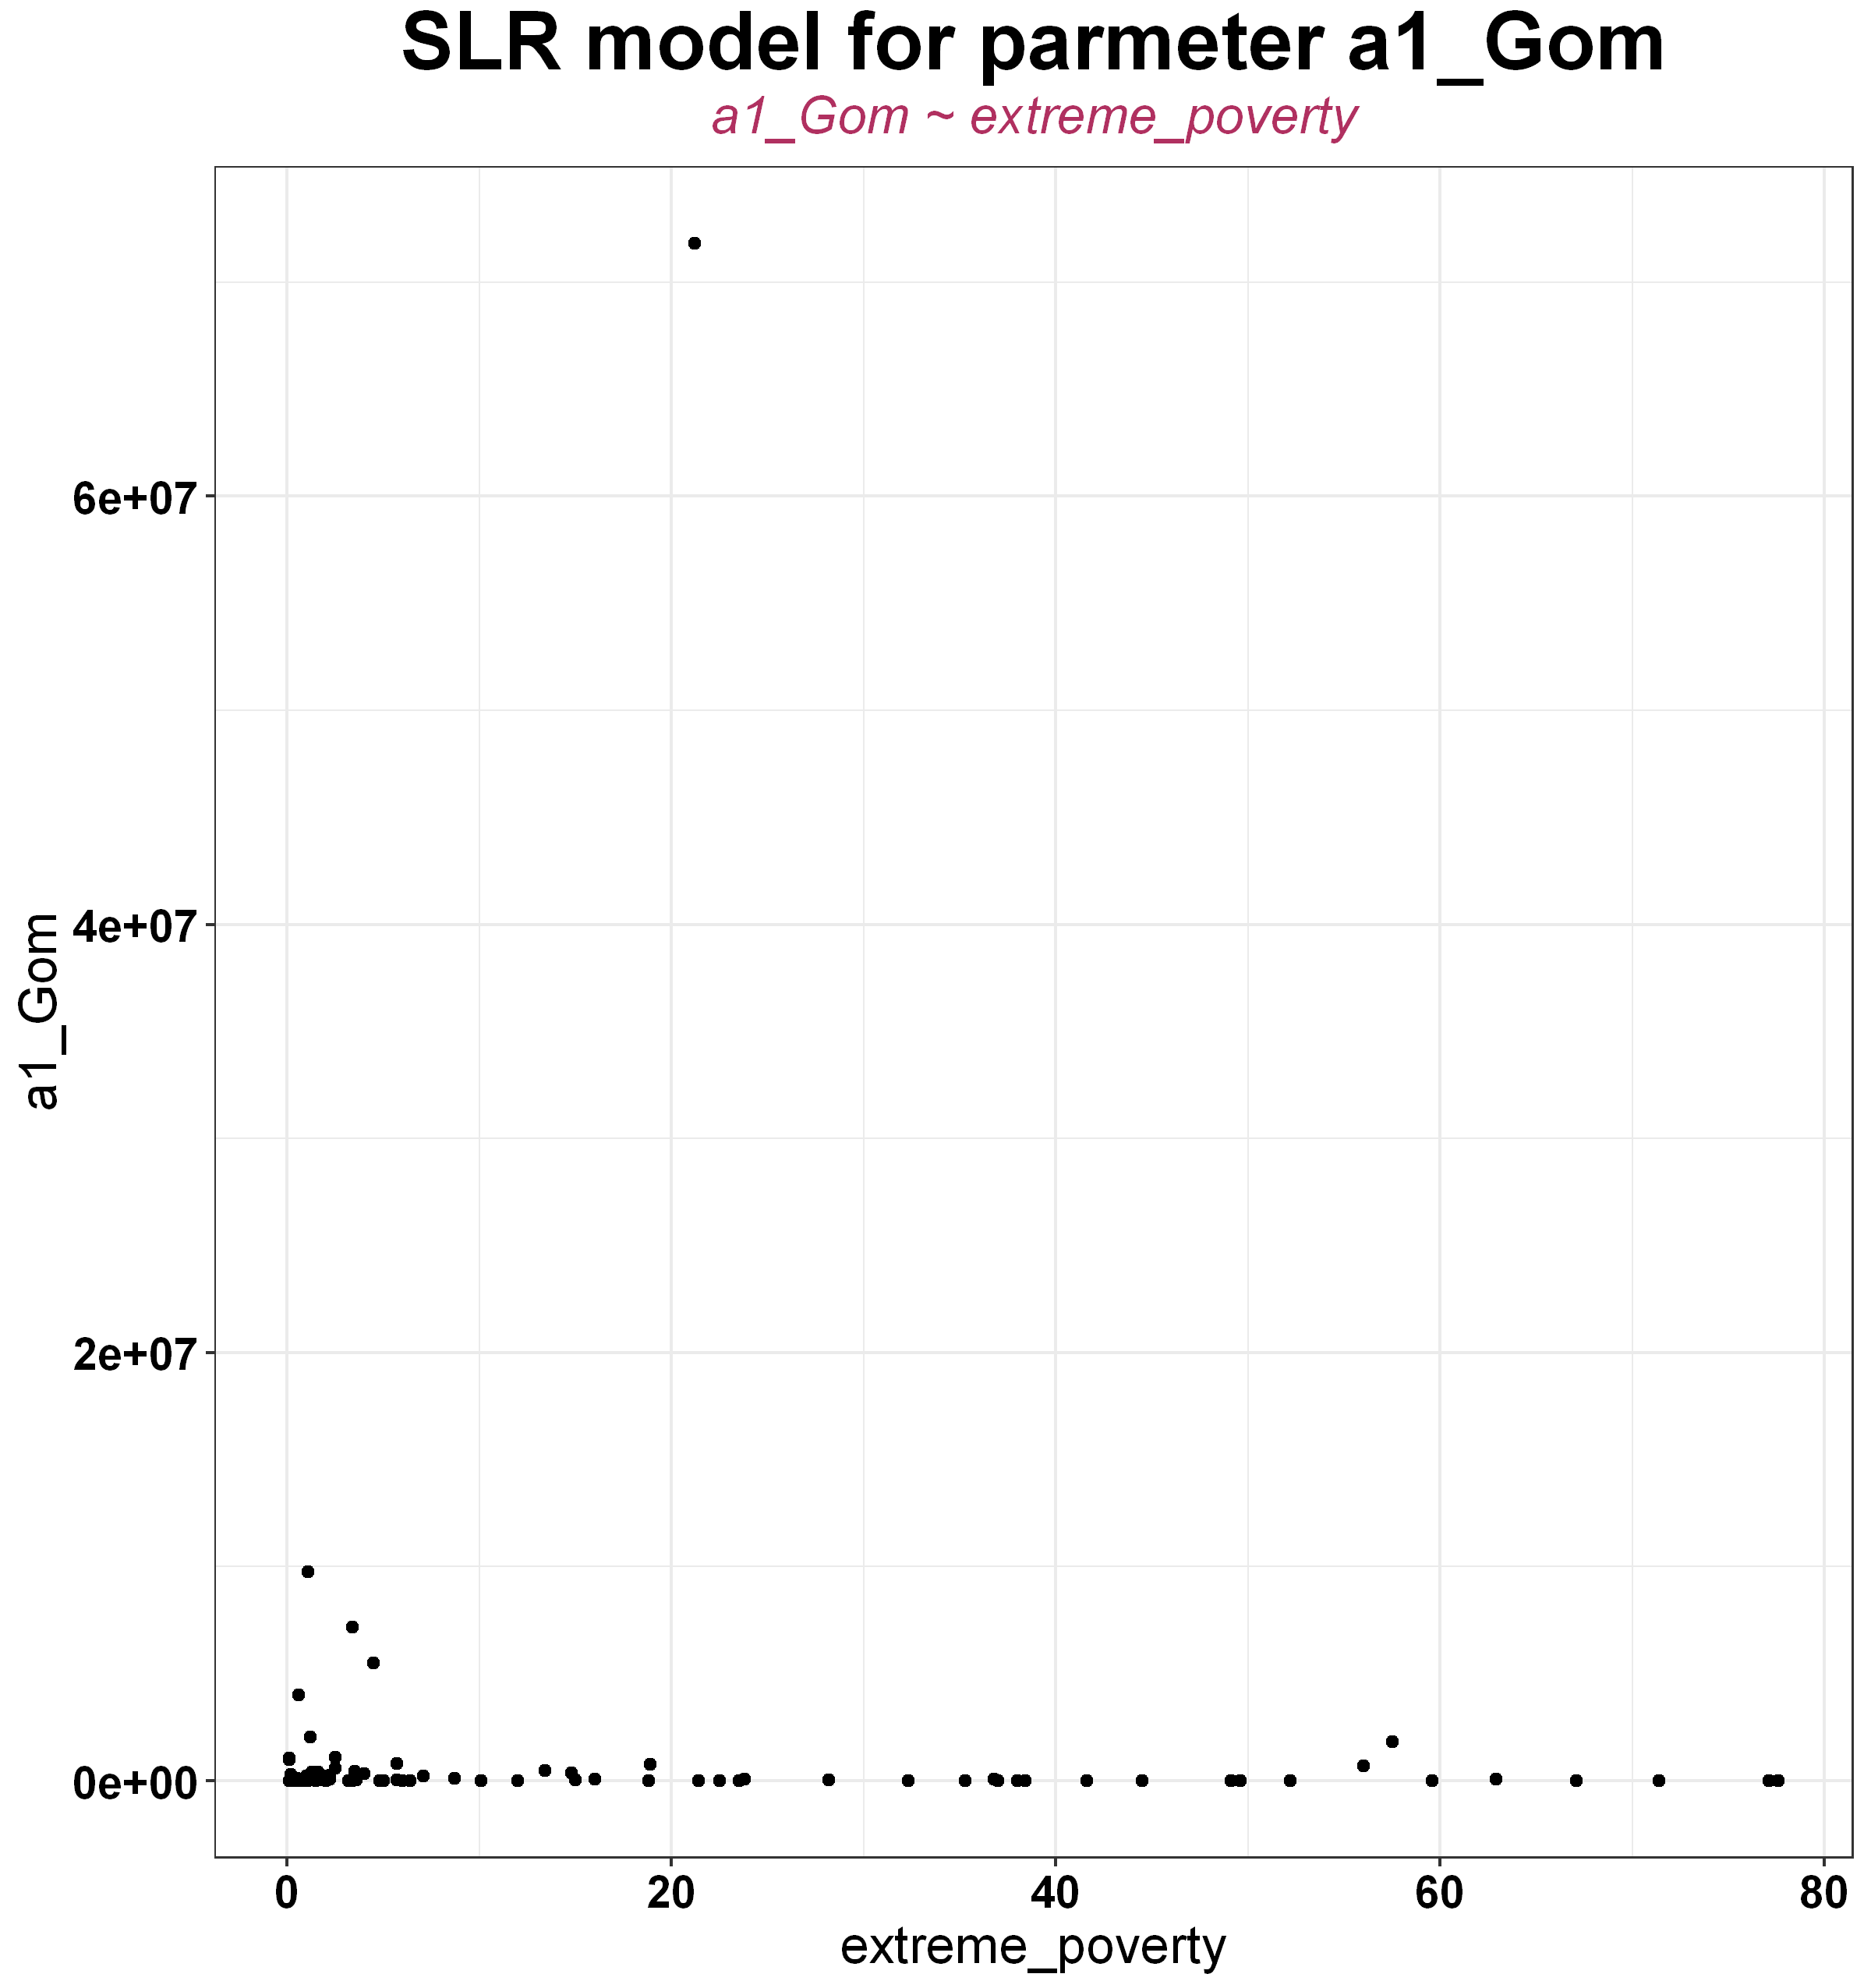 SLR model for parmeter a1_Gom
a1_Gom ~ extreme_poverty
6e+07
4e+07
2e+07
0e+00
a1_Gom
0 20 40 60 80
extreme_poverty